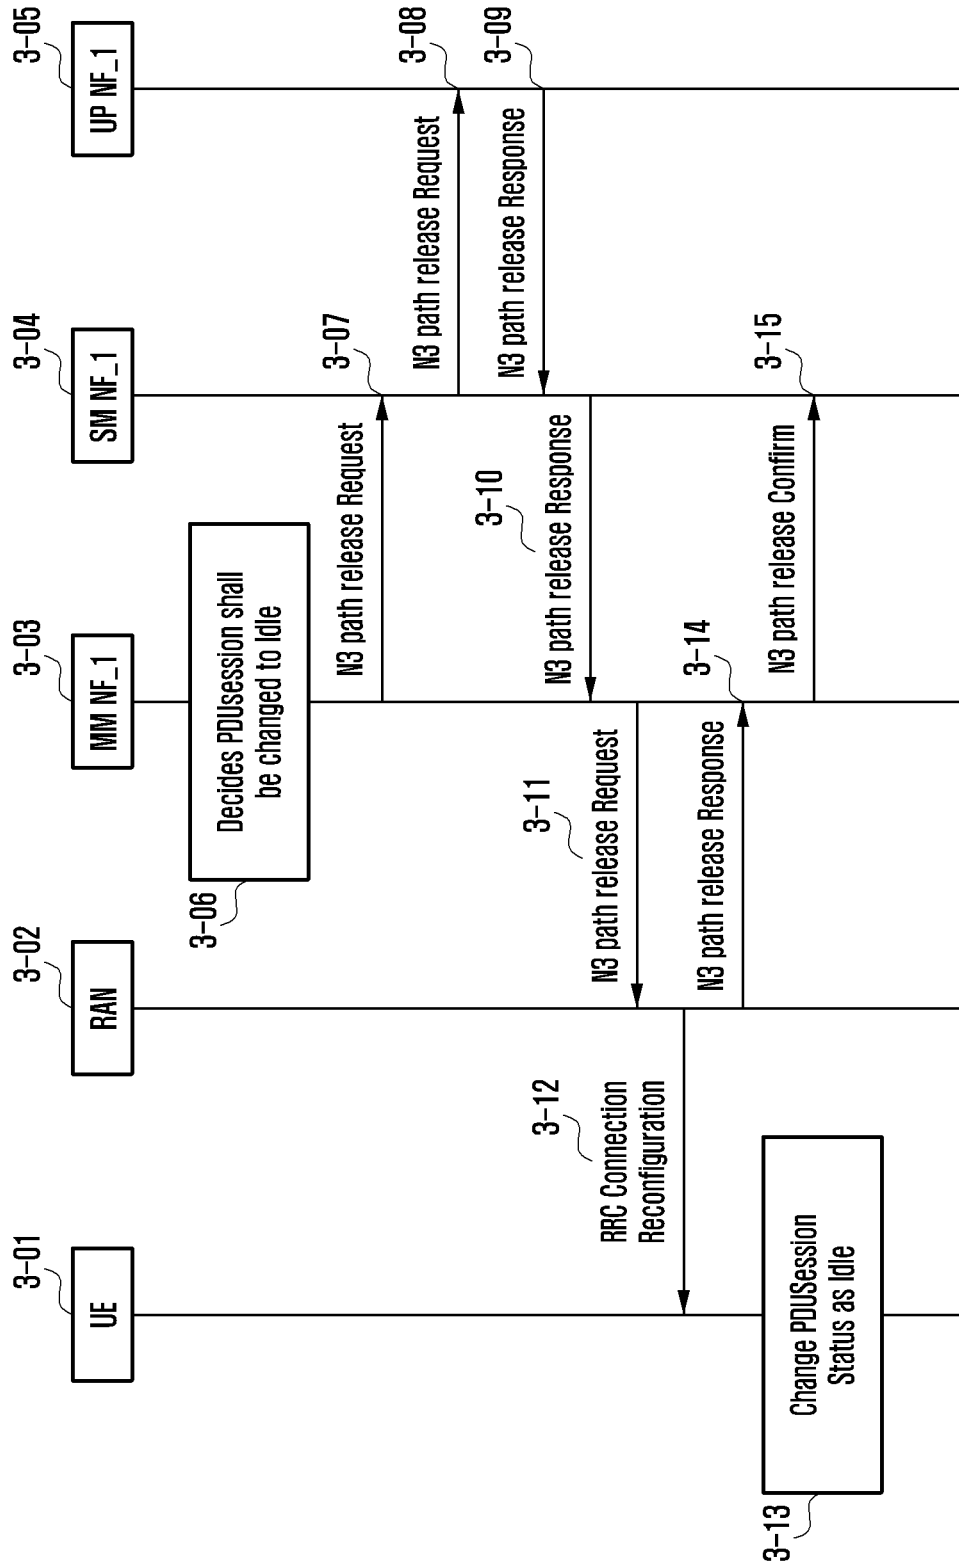 3-01
3-02
3-03
3-04
3-05
UE
RAN
MM NF_1
SM NF_1
UP NF_1
3-06
Decides PDUsession shall
be changed to Idle
N3 path release Request
3-07
N3 path release Request
3-08
N3 path release Response
3-09
3-10
N3 path release Response
3-11
N3 path release Request
3-12
RRC Connection
Reconfiguration
N3 path release Response
3-14
3-13
Change PDUSession
Status as Idle
N3 path release Confirm
3-15